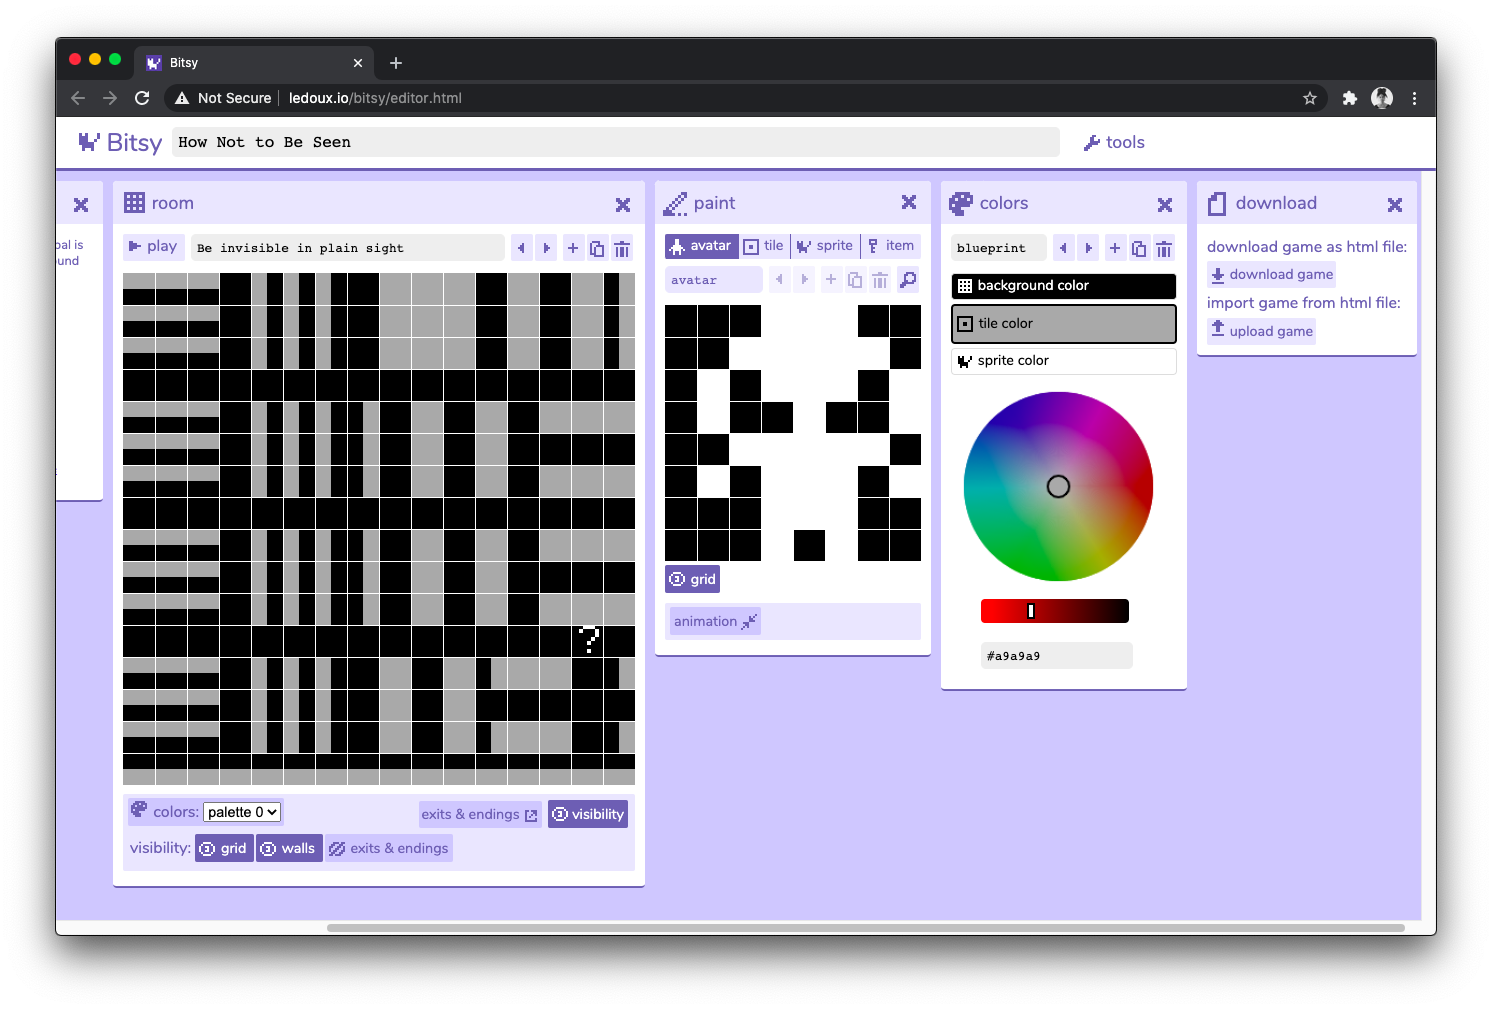 Bitsy
Not Secure
ledoux.io/bitsy/editor.html
Bitsy
How Not to Be Seen
tools
room
play
Be invisible in plain sight
?
colors:
palette 0
exits & endings
visibility
visibility:
grid
walls
exits & endings
paint
avatar
tile
sprite
item
avatar
grid
animation
colors
blueprint
background color
tile color
sprite color
#a9a9a9
download
download game as html file:
download game
import game from html file:
upload game